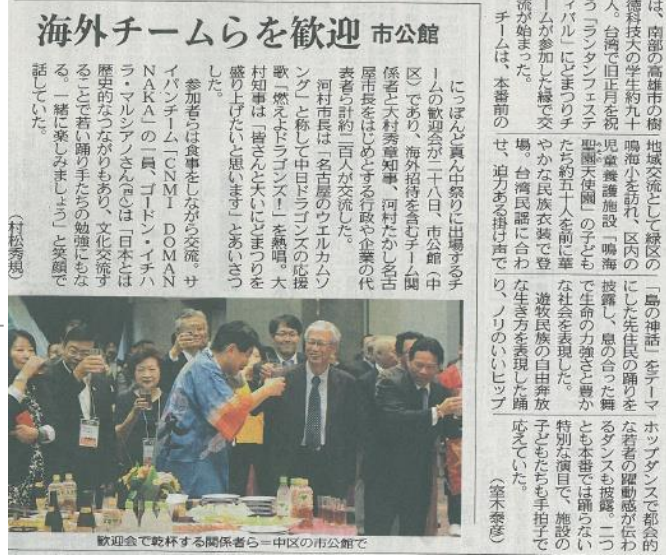 は、南部の高雄市の樹
徳科技大の学生約九十
人。台湾で旧正月を祝
う「ランタンフェステ
ィバル」にどまつりチ
ームが参加した縁で交
流が始まった。
チームは、本番前の
地域交流として緑区の
鳴海小を訪れ、区内の
児童養護施設「鳴海
聖園天使園」の子ども
たち約五十人を前に華
やかな民族衣装で登
場。台湾民謡に合わ
せ、迫力ある掛け声で
「島の神話」をテーマ
にした先住民の踊りを
披露し、息の合った舞
で生命の力強さと豊か
な社会を表現した。
遊牧民族の自由奔放
な生き方を表現した踊
り、ノリのいいヒップ
ホップダンスで都会的
な若者の躍動感が伝わ
るダンスも披露。二つ
とも本番では踊らない
特別な演目で、施設の
子どもたちも手拍子で
応えていた。
（室木泰彦）
海外チームらを歓迎 市公館
にっぽんど真ん中祭りに出場するチ
ームの歓迎会が二十八日、市公館（中
区）であり、海外招待を含むチーム関
係者と大村秀章知事、河村たかし名古
屋市長をはじめとする行政や企業の代
表者ら計約二百人が交流した。
河村市長は「名古屋のウエルカムソ
ング」と称して中日ドラゴンズの応援
歌「燃えよドラゴンズ！」を熱唱。大
村知事は「皆さんと大いにどまつりを
盛り上げたいと思います」とあいさつ
した。
参加者らは食事をしながら交流。サ
イパンチーム「CNMI DOMAN
NAKA」の一員、ゴードン・イチハ
ラ・マルシアノさんは「日本とは
歴史的なつながりもあり、文化交流す
ることで若い踊り手たちの勉強にもな
る。一緒に楽しみましょう」と笑顔で
話していた。
（村松秀規）
歓迎会で乾杯する関係者ら＝中区の市公館で